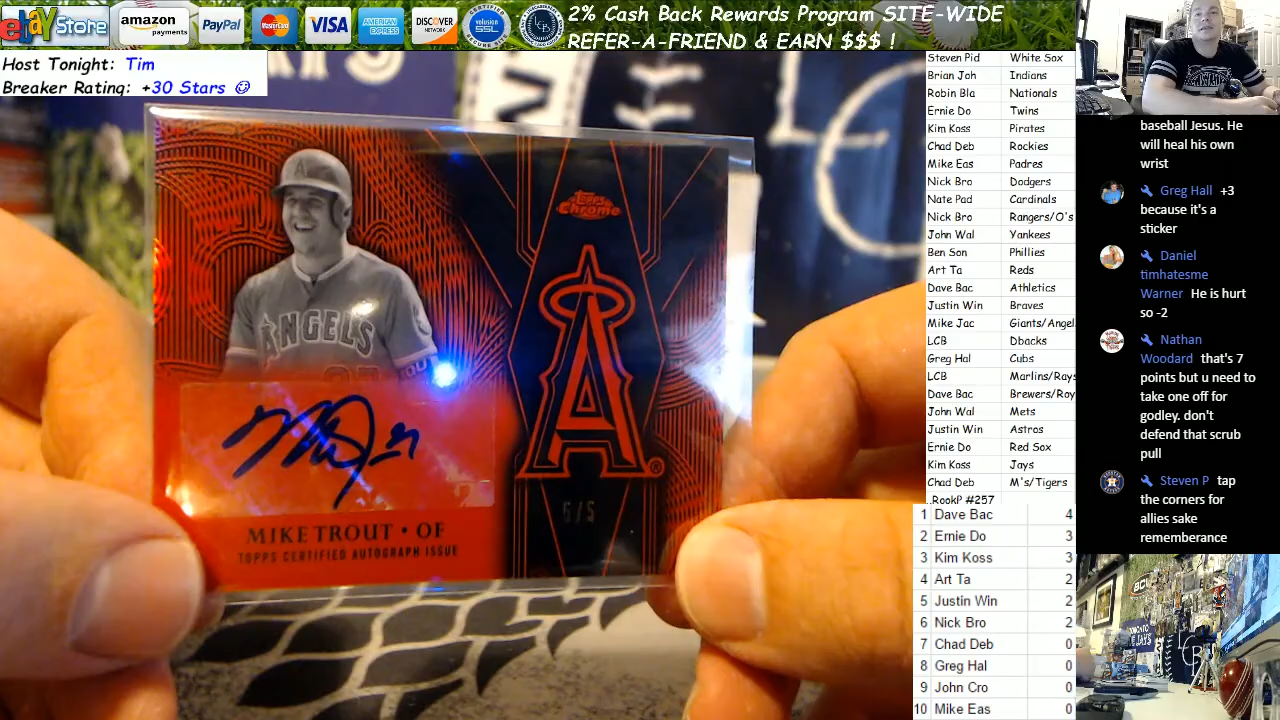 ebay Store
amazon payments
PayPal
MasterCard
VISA
AMERICAN EXPRESS
DISCOVER NETWORK
volusion SSL
LCB
2% Cash Back Rewards Program SITE-WIDE
REFER-A-FRIEND & EARN $$$ !
Host Tonight: Tim
Breaker Rating: +30 Stars ☺
Topps Chrome
ANGELS
A
27
5/5
MIKE TROUT • OF
TOPPS CERTIFIED AUTOGRAPH ISSUE
Steven Pid White Sox
Brian Joh Indians
Robin Bla Nationals
Ernie Do Twins
Kim Koss Pirates
Chad Deb Rockies
Mike Eas Padres
Nick Bro Dodgers
Nate Pad Cardinals
Nick Bro Rangers/O's
John Wal Yankees
Ben Son Phillies
Art Ta Reds
Dave Bac Athletics
Justin Win Braves
Mike Jac Giants/Angel
LCB Dbacks
Greg Hal Cubs
LCB Marlins/Rays
Dave Bac Brewers/Roy
John Wal Mets
Justin Win Astros
Ernie Do Red Sox
Kim Koss Jays
Chad Deb M's/Tigers
RookP #257
1 Dave Bac 4
2 Ernie Do 3
3 Kim Koss 3
4 Art Ta 2
5 Justin Win 2
6 Nick Bro 2
7 Chad Deb 0
8 Greg Hal 0
9 John Cro 0
10 Mike Eas 0
baseball Jesus. He
will heal his own
wrist
Greg Hall +3
because it's a
sticker
Daniel
timhatesme
Warner He is hurt
so -2
Nathan
Woodard that's 7
points but u need to
take one off for
godley. don't
defend that scrub
pull
Steven P tap
the corners for
allies sake
rememberance